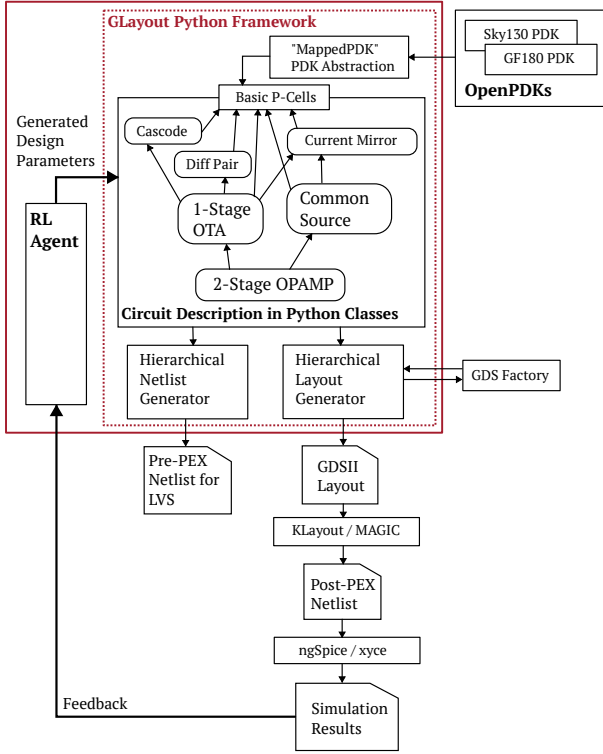 GLayout Python Framework
"MappedPDK"
PDK Abstraction
Sky130 PDK
GF180 PDK
OpenPDKs
Basic P-Cells
Generated
Design
Parameters
Cascode
Current Mirror
Diff Pair
1-Stage
OTA
Common
Source
RL
Agent
2-Stage OPAMP
Circuit Description in Python Classes
Hierarchical
Netlist
Generator
Hierarchical
Layout
Generator
GDS Factory
Pre-PEX
Netlist for
LVS
GDSII
Layout
KLayout / MAGIC
Post-PEX
Netlist
ngSpice / xyce
Feedback
Simulation
Results